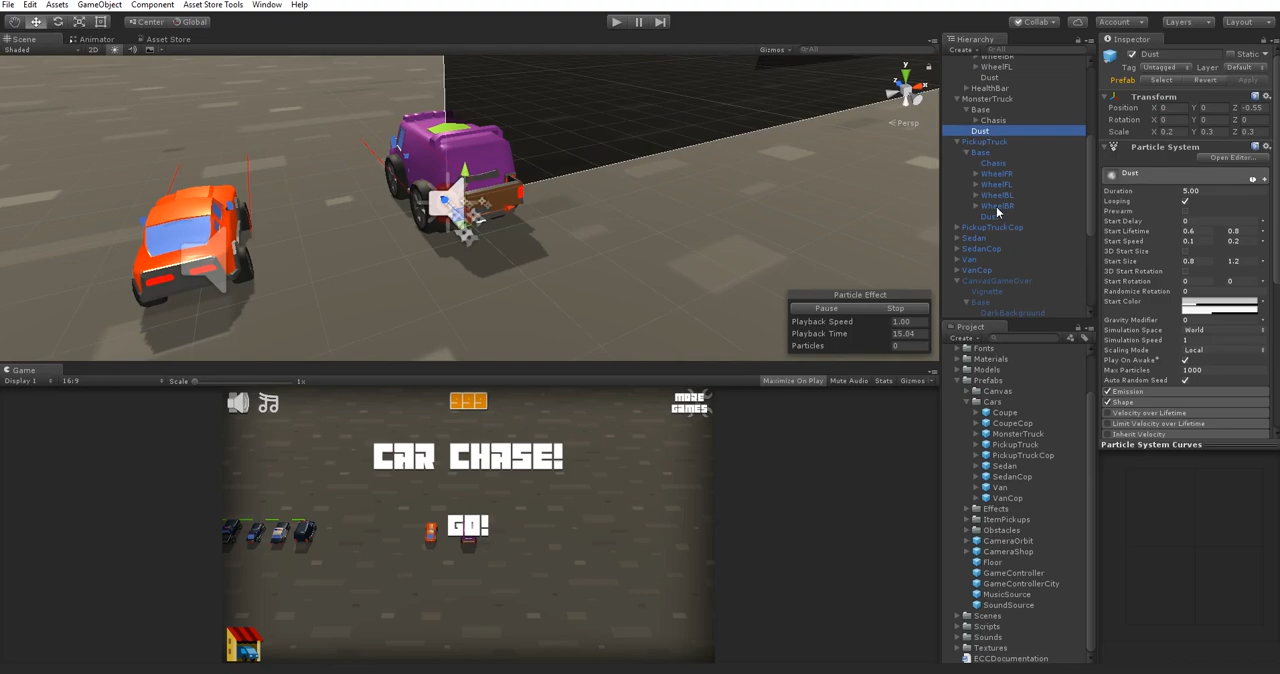 File Edit Assets GameObject Component Asset Store Tools Window Help
Center Global Collab Account Layers Layout
Scene Animator Asset Store
Shaded 2D Gizmos All
y x Persp
Particle Effect
Pause Stop
Playback Speed 1.00
Playback Time 15.04
Particles 0
Game
Display 1 16:9 Scale 1x Maximize On Play Mute Audio Stats Gizmos
999
MORE
GAMES
CAR CHASE!
GO!
Hierarchy
Create All
WheelBR
WheelFL
Dust
HealthBar
MonsterTruck
Base
Chasis
Dust
PickupTruck
Base
Chasis
WheelFR
WheelFL
WheelBL
WheelBR
Dust
PickupTruckCop
Sedan
SedanCop
Van
VanCop
CanvasGameOver
Vignette
Base
DarkBackground
Project
Create
Fonts
Materials
Models
Prefabs
Canvas
Cars
Coupe
CoupeCop
MonsterTruck
PickupTruck
PickupTruckCop
Sedan
SedanCop
Van
VanCop
Effects
ItemPickups
Obstacles
CameraOrbit
CameraShop
Floor
GameController
GameControllerCity
MusicSource
SoundSource
Scenes
Scripts
Sounds
Textures
ECCDocumentation
Inspector
Dust Static
Tag Untagged Layer Default
Prefab Select Revert Apply
Transform
Position X 0 Y 0 Z -0.55
Rotation X 0 Y 0 Z 0
Scale X 0.2 Y 0.3 Z 0.3
Particle System
Open Editor...
Dust
Duration 5.00
Looping
Prewarm
Start Delay 0
Start Lifetime 0.6 0.8
Start Speed 0.1 0.2
3D Start Size
Start Size 0.8 1.2
3D Start Rotation
Start Rotation 0 0
Randomize Rotation 0
Start Color
Gravity Modifier 0
Simulation Space World
Simulation Speed 1
Scaling Mode Local
Play On Awake*
Max Particles 1000
Auto Random Seed
Emission
Shape
Velocity over Lifetime
Limit Velocity over Lifetime
Inherit Velocity
Particle System Curves